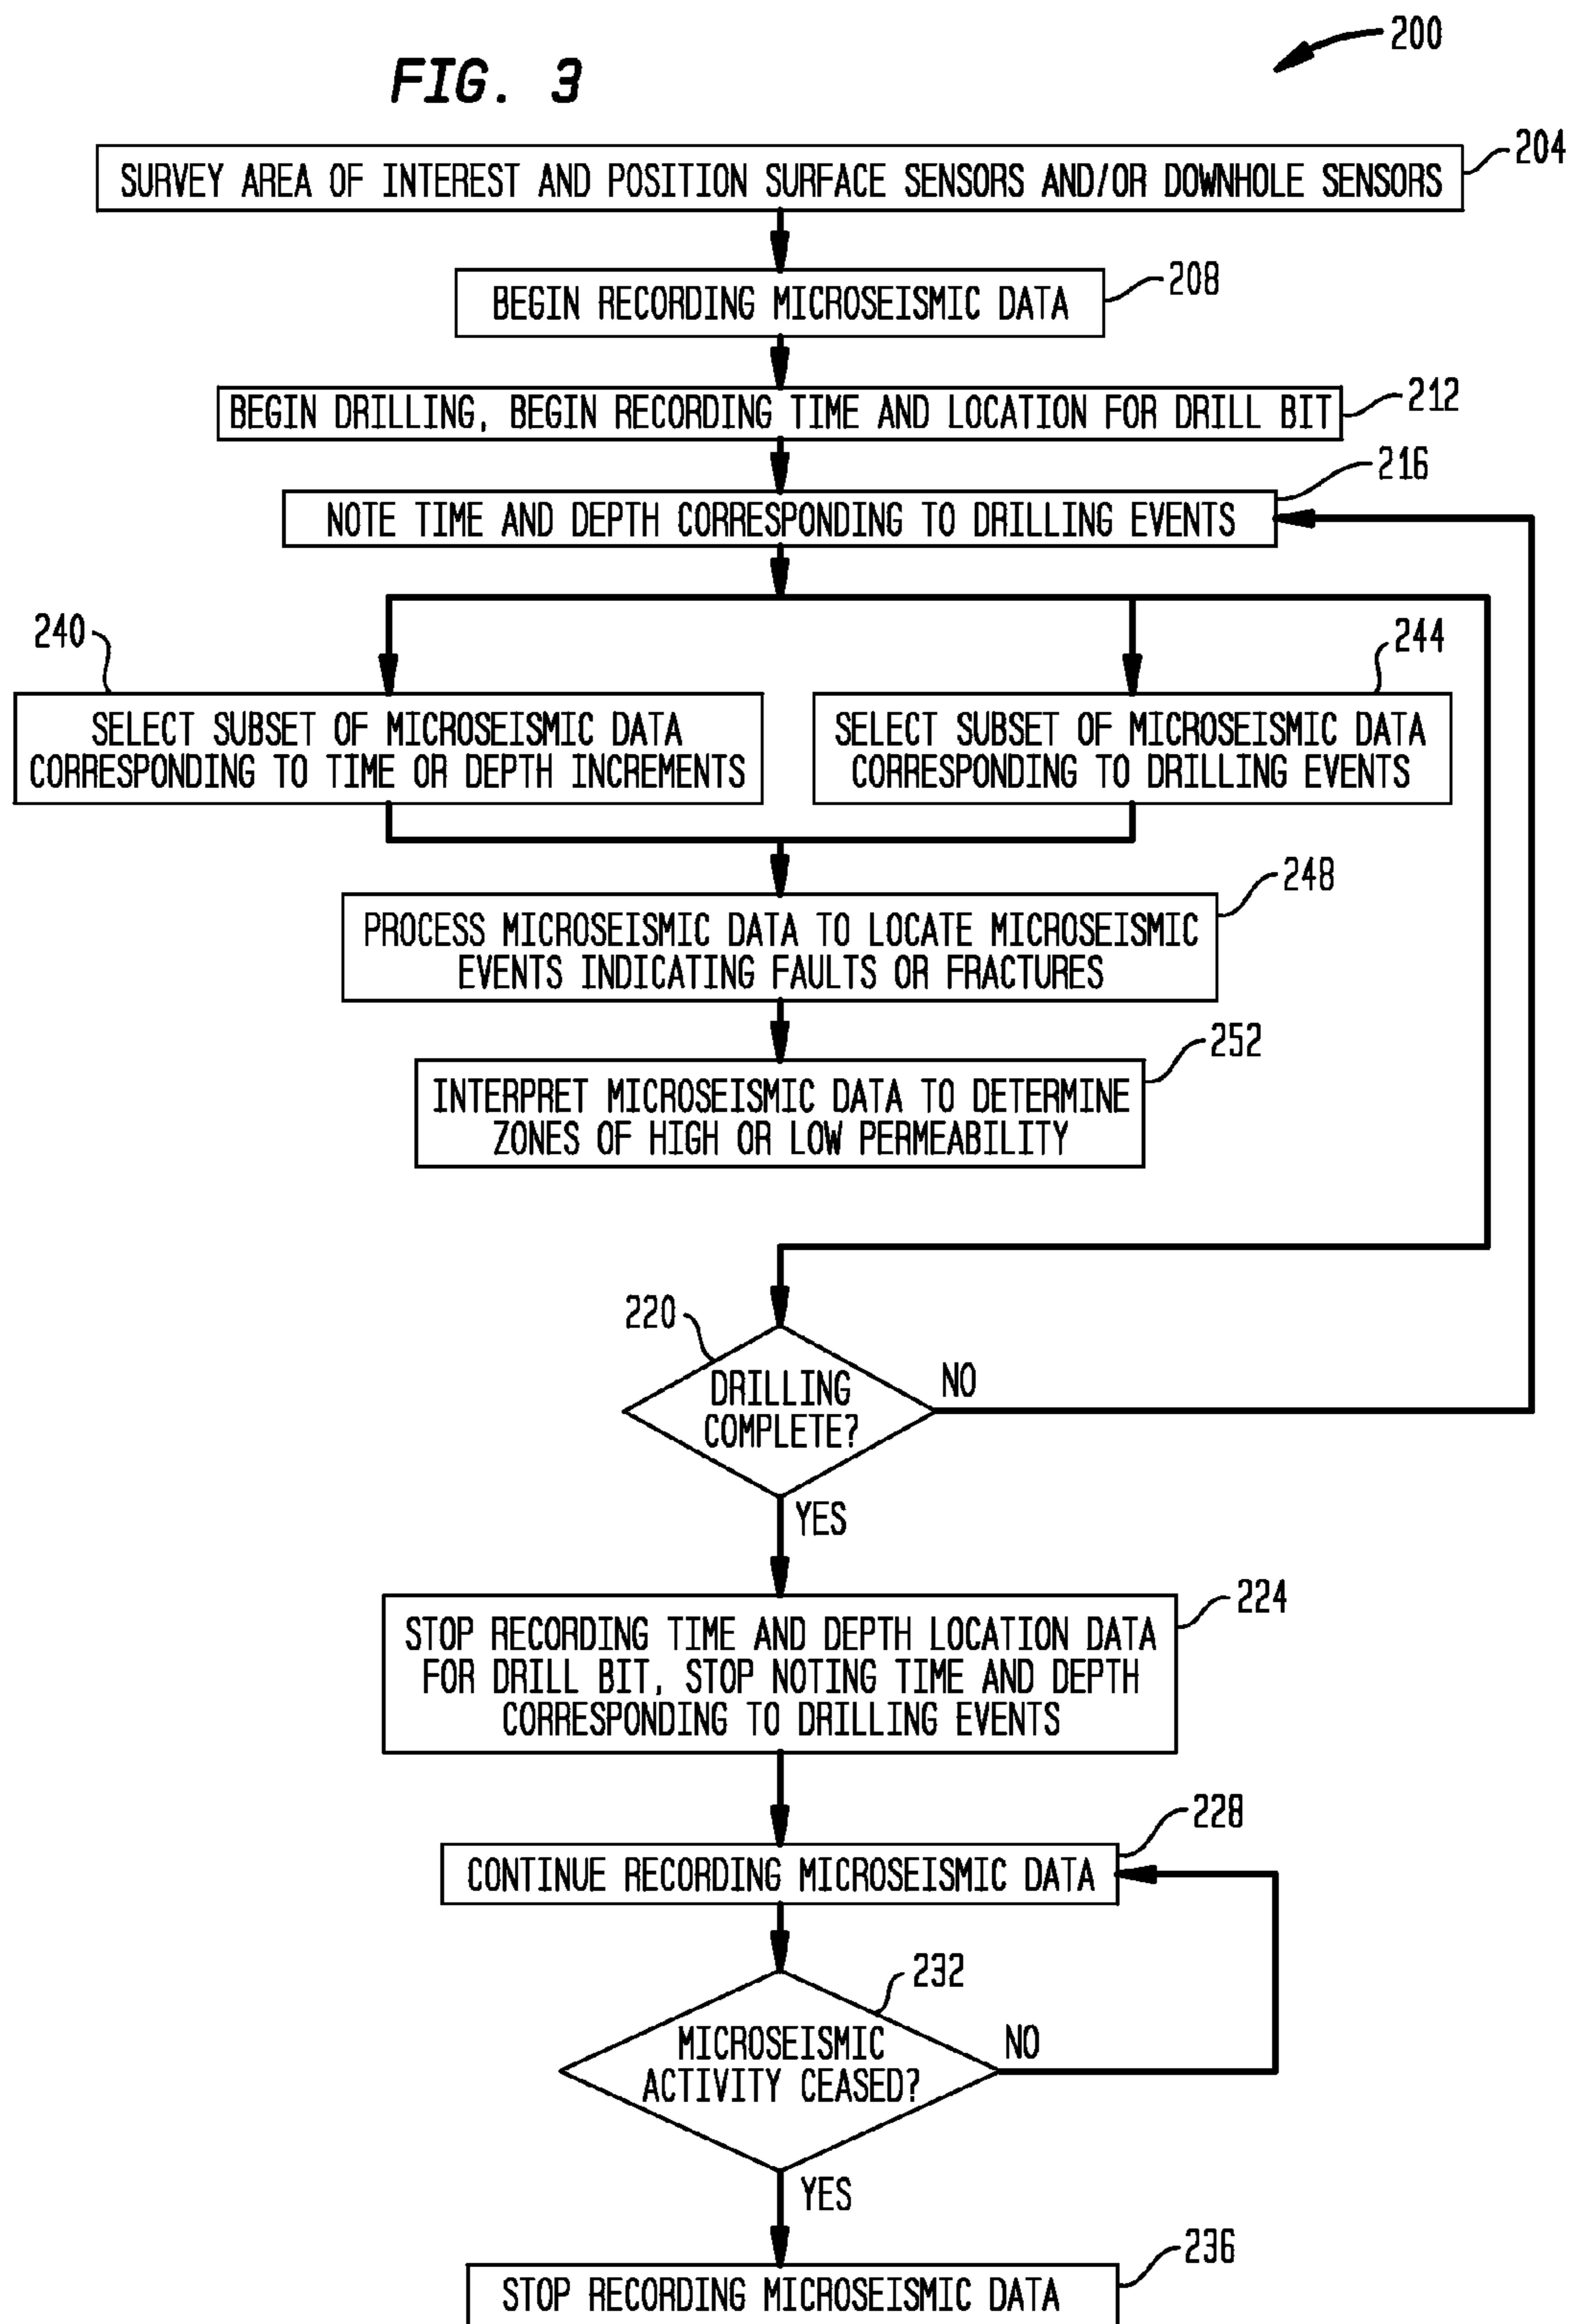 200
FIG. 3
204
SURVEY AREA OF INTEREST AND POSITION SURFACE SENSORS AND/OR DOWNHOLE SENSORS
208
BEGIN RECORDING MICROSEISMIC DATA
212
BEGIN DRILLING, BEGIN RECORDING TIME AND LOCATION FOR DRILL BIT
216
NOTE TIME AND DEPTH CORRESPONDING TO DRILLING EVENTS
240
SELECT SUBSET OF MICROSEISMIC DATA
CORRESPONDING TO TIME OR DEPTH INCREMENTS
244
SELECT SUBSET OF MICROSEISMIC DATA
CORRESPONDING TO DRILLING EVENTS
248
PROCESS MICROSEISMIC DATA TO LOCATE MICROSEISMIC
EVENTS INDICATING FAULTS OR FRACTURES
252
INTERPRET MICROSEISMIC DATA TO DETERMINE
ZONES OF HIGH OR LOW PERMEABILITY
220
DRILLING
COMPLETE?
NO
YES
224
STOP RECORDING TIME AND DEPTH LOCATION DATA
FOR DRILL BIT, STOP NOTING TIME AND DEPTH
CORRESPONDING TO DRILLING EVENTS
228
CONTINUE RECORDING MICROSEISMIC DATA
232
MICROSEISMIC
ACTIVITY CEASED?
NO
YES
236
STOP RECORDING MICROSEISMIC DATA